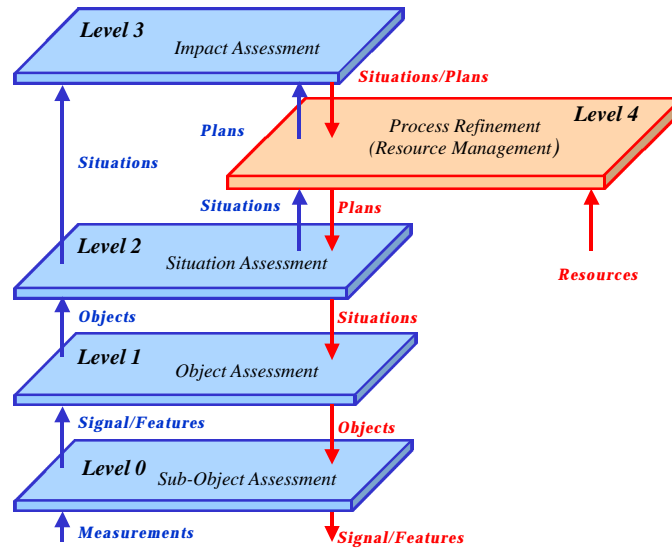 Level 3
Impact Assessment
Situations/Plans
Level 4
Process Refinement
(Resource Management)
Plans
Situations
Situations
Plans
Level 2
Situation Assessment
Resources
Objects
Situations
Level 1
Object Assessment
Signal/Features
Objects
Level 0
Sub-Object Assessment
Measurements
Signal/Features